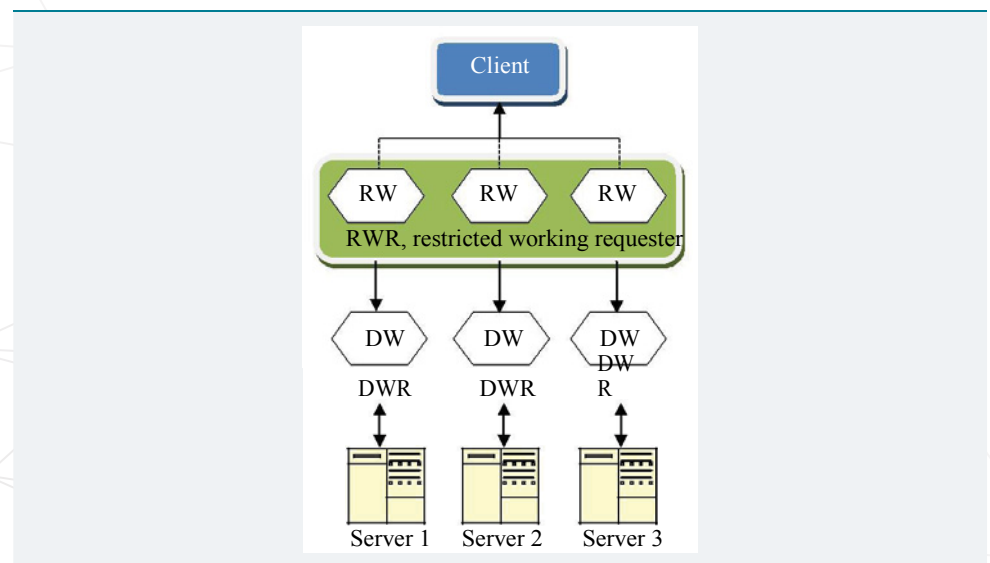 Client
RW RW RW
RWR, restricted working requester
DW DW DW
DW
DWR DWR R
Server 1 Server 2 Server 3